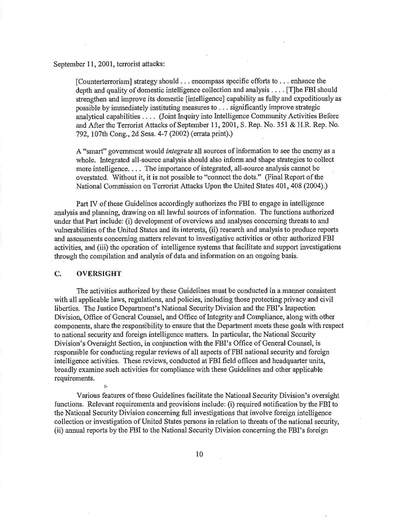 September 11, 2001, terrorist attacks:
[Counterterrorism] strategy should . . . encompass specific efforts to . . . enhance the
depth and quality of domestic intelligence collection and analysis . . . . [T]he FBI should
strengthen and improve its domestic [intelligence] capability as fully and expeditiously as
possible by immediately instituting measures to . . . significantly improve strategic
analytical capabilities . . . . (Joint Inquiry into Intelligence Community Activities Before
and After the Terrorist Attacks of September 11, 2001, S. Rep. No. 351 & H.R. Rep. No.
792, 107th Cong., 2d Sess. 4-7 (2002) (errata print).)
A "smart" government would integrate all sources of information to see the enemy as a
whole. Integrated all-source analysis should also inform and shape strategies to collect
more intelligence. . . . The importance of integrated, all-source analysis cannot be
overstated. Without it, it is not possible to "connect the dots." (Final Report of the
National Commission on Terrorist Attacks Upon the United States 401, 408 (2004).)
Part IV of these Guidelines accordingly authorizes the FBI to engage in intelligence
analysis and planning, drawing on all lawful sources of information. The functions authorized
under that Part include: (i) development of overviews and analyses concerning threats to and
vulnerabilities of the United States and its interests, (ii) research and analysis to produce reports
and assessments concerning matters relevant to investigative activities or other authorized FBI
activities, and (iii) the operation of intelligence systems that facilitate and support investigations
through the compilation and analysis of data and information on an ongoing basis.
C. OVERSIGHT
The activities authorized by these Guidelines must be conducted in a manner consistent
with all applicable laws, regulations, and policies, including those protecting privacy and civil
liberties. The Justice Department's National Security Division and the FBI's Inspection
Division, Office of General Counsel, and Office of Integrity and Compliance, along with other
components, share the responsibility to ensure that the Department meets these goals with respect
to national security and foreign intelligence matters. In particular, the National Security
Division's Oversight Section, in conjunction with the FBI's Office of General Counsel, is
responsible for conducting regular reviews of all aspects of FBI national security and foreign
intelligence activities. These reviews, conducted at FBI field offices and headquarter units,
broadly examine such activities for compliance with these Guidelines and other applicable
requirements.
Various features of these Guidelines facilitate the National Security Division's oversight
functions. Relevant requirements and provisions include: (i) required notification by the FBI to
the National Security Division concerning full investigations that involve foreign intelligence
collection or investigation of United States persons in relation to threats of the national security,
(ii) annual reports by the FBI to the National Security Division concerning the FBI's foreign
10